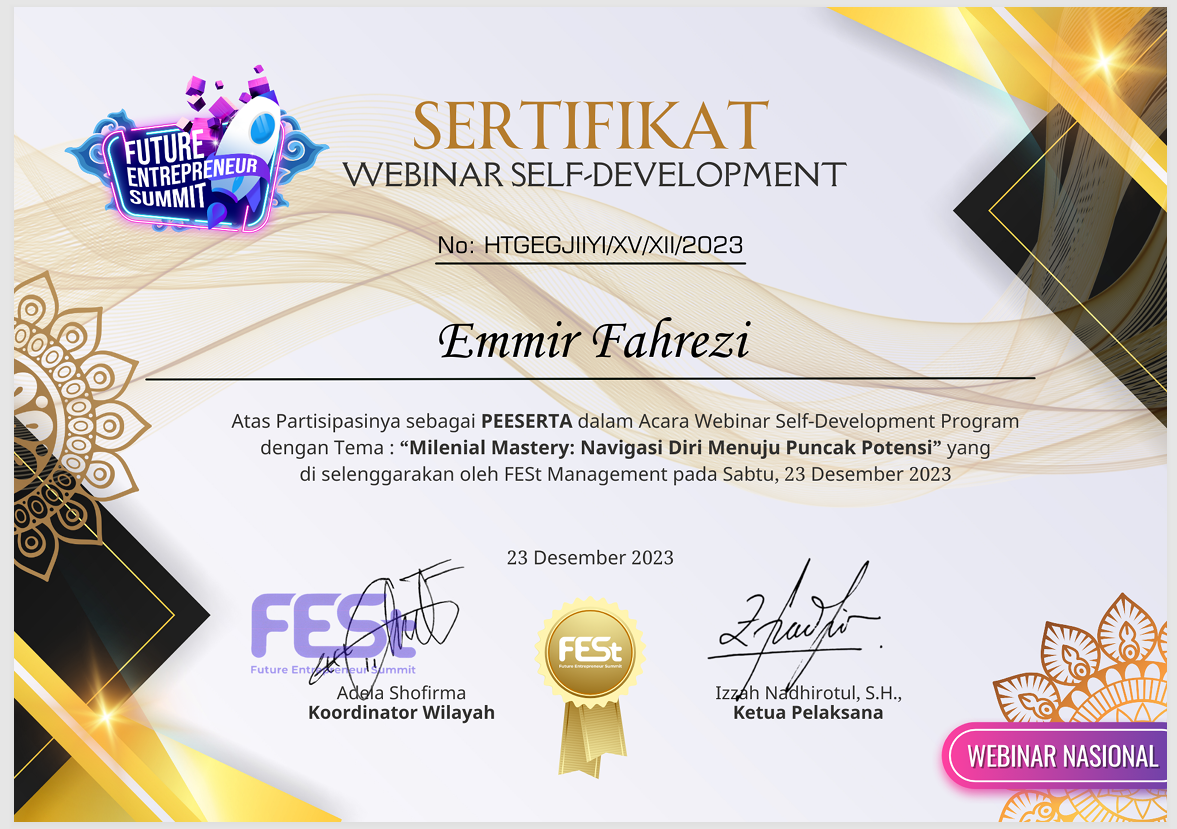 FUTURE
ENTREPRENEUR
SUMMIT
SERTIFIKAT
WEBINAR SELF-DEVELOPMENT
No: HTGEGJIIYI/XV/XII/2023
Emmir Fahrezi
Atas Partisipasinya sebagai PEESERTA dalam Acara Webinar Self-Development Program
dengan Tema : “Milenial Mastery: Navigasi Diri Menuju Puncak Potensi” yang
di selenggarakan oleh FESt Management pada Sabtu, 23 Desember 2023
23 Desember 2023
FESt
Future Entrepreneur Summit
Adela Shofirma
Koordinator Wilayah
FESt
Future Entrepreneur Summit
Izzah Nadhirotul, S.H.,
Ketua Pelaksana
WEBINAR NASIONAL